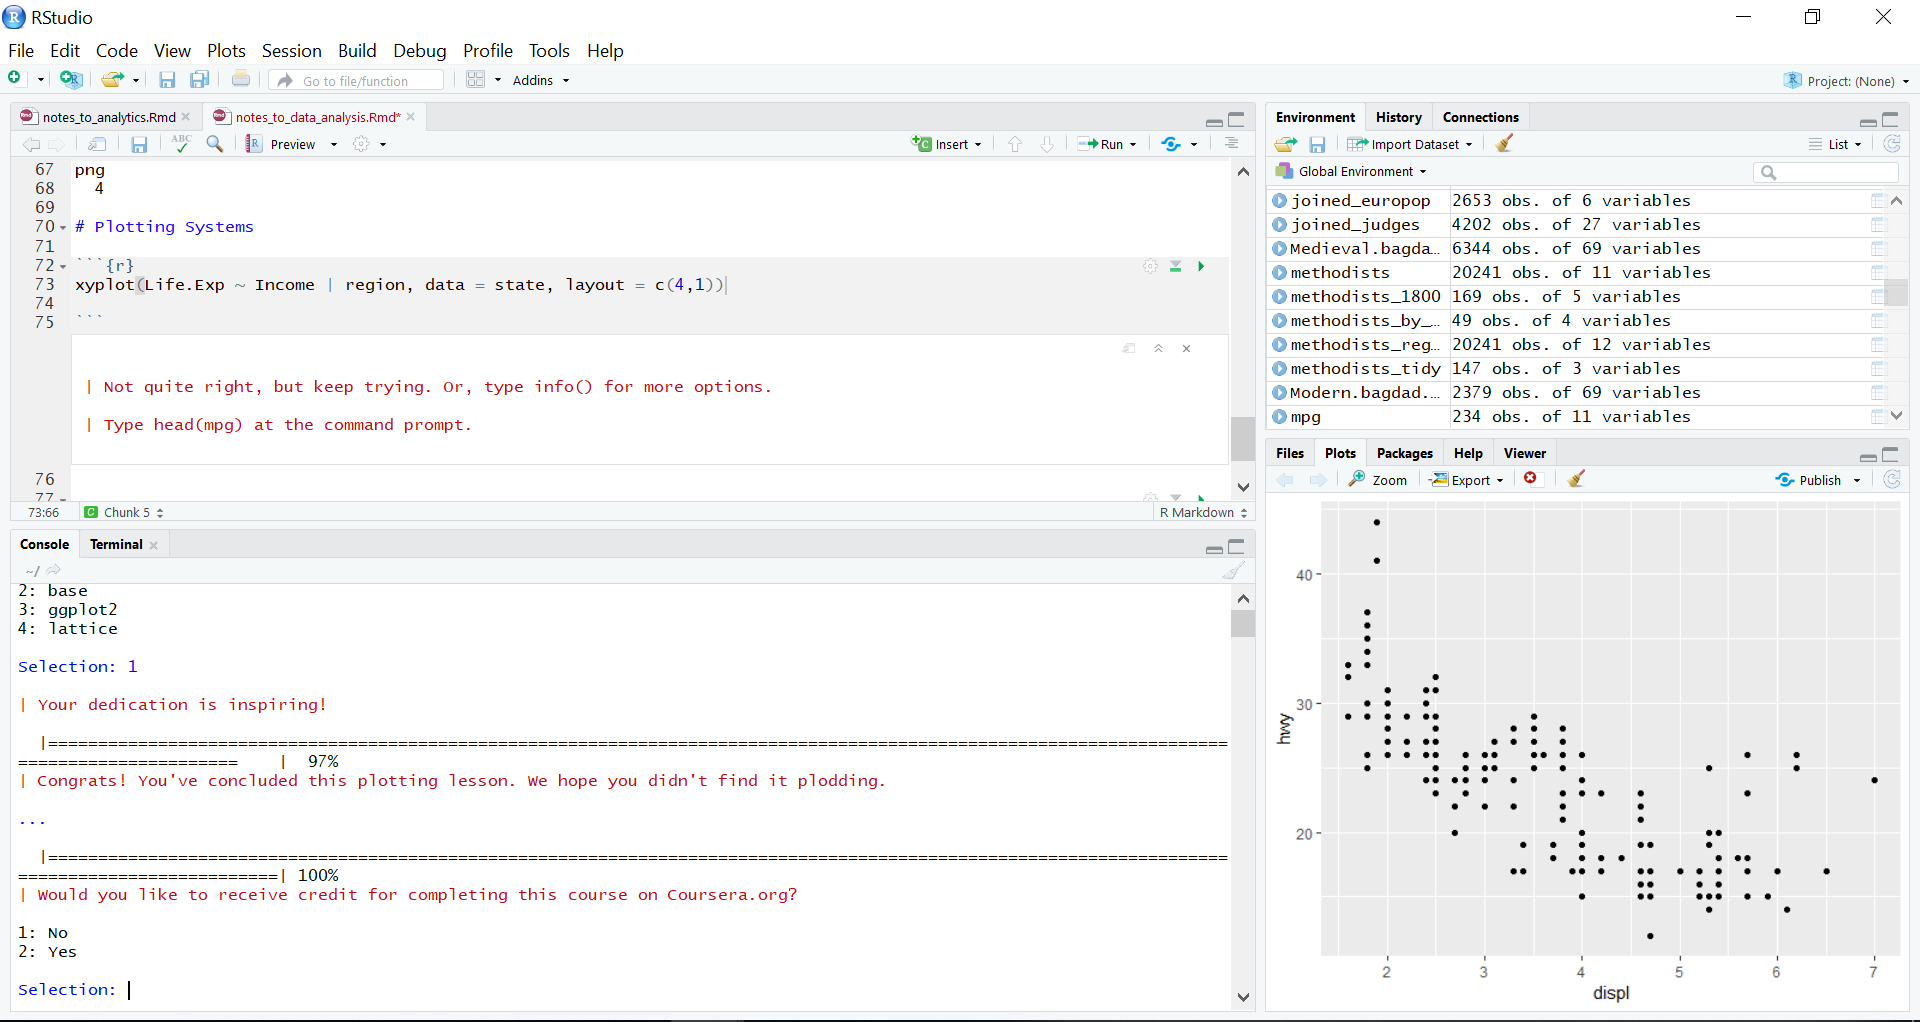 RStudio
File Edit Code View Plots Session Build Debug Profile Tools Help
Go to file/function Addins Project: (None)
notes_to_analytics.Rmd notes_to_data_analysis.Rmd*
ABC Preview Insert Run
67 png
68   4
69
70 # Plotting Systems
71
72 ```{r}
73 xyplot(Life.Exp ~ Income | region, data = state, layout = c(4,1))
74
75 ```
| Not quite right, but keep trying. Or, type info() for more options.
| Type head(mpg) at the command prompt.
76
77
73:66 C Chunk 5 R Markdown
Console Terminal
~/
2: base
3: ggplot2
4: lattice
Selection: 1
| Your dedication is inspiring!
|======================================================================================================================
====================== | 97%
| Congrats! You've concluded this plotting lesson. We hope you didn't find it plodding.
...
|======================================================================================================================
==========================| 100%
| Would you like to receive credit for completing this course on Coursera.org?
1: No
2: Yes
Selection:
Environment History Connections
Import Dataset List
Global Environment
joined_europop 2653 obs. of 6 variables
joined_judges 4202 obs. of 27 variables
Medieval.bagda… 6344 obs. of 69 variables
methodists 20241 obs. of 11 variables
methodists_1800 169 obs. of 5 variables
methodists_by_… 49 obs. of 4 variables
methodists_reg… 20241 obs. of 12 variables
methodists_tidy 147 obs. of 3 variables
Modern.bagdad.… 2379 obs. of 69 variables
mpg 234 obs. of 11 variables
Files Plots Packages Help Viewer
Zoom Export Publish
40
30
20
hwy
2 3 4 5 6 7
displ